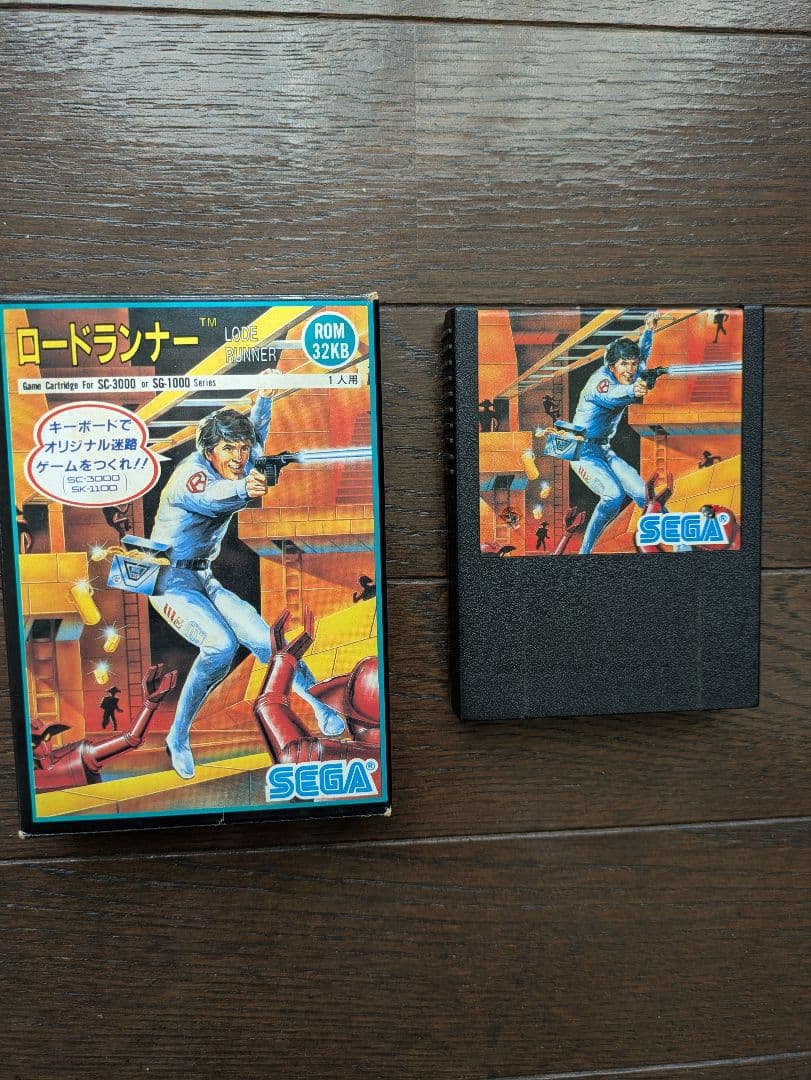 ロードランナー™
LODE
RUNNER
ROM
32KB
Game Cartridge For SC-3000 or SG-1000 Series
1人用
キーボードで
オリジナル迷路
ゲームをつくれ!!
SC-3000
SK-1100
SEGA®
SEGA®